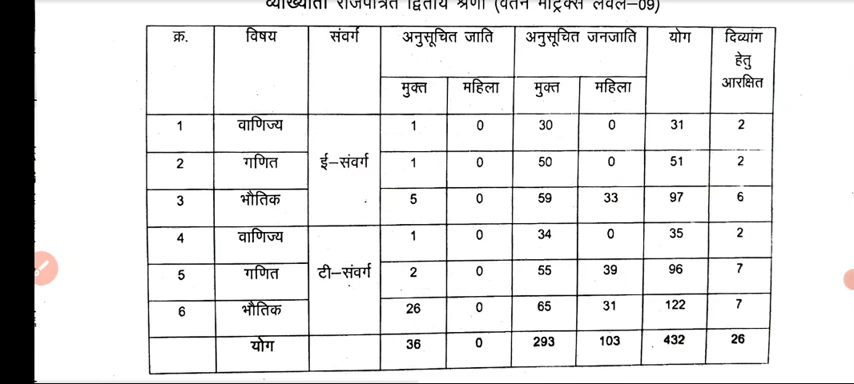 व्याख्याता राजपत्रित द्वितीय श्रेणी (वेतन मैट्रिक्स लेवल–09)
क्र. विषय संवर्ग अनुसूचित जाति अनुसूचित जनजाति योग दिव्यांग हेतु आरक्षित
मुक्त महिला मुक्त महिला
1 वाणिज्य ई–संवर्ग 1 0 30 0 31 2
2 गणित 1 0 50 0 51 2
3 भौतिक 5 0 59 33 97 6
4 वाणिज्य टी–संवर्ग 1 0 34 0 35 2
5 गणित 2 0 55 39 96 7
6 भौतिक 26 0 65 31 122 7
योग 36 0 293 103 432 26